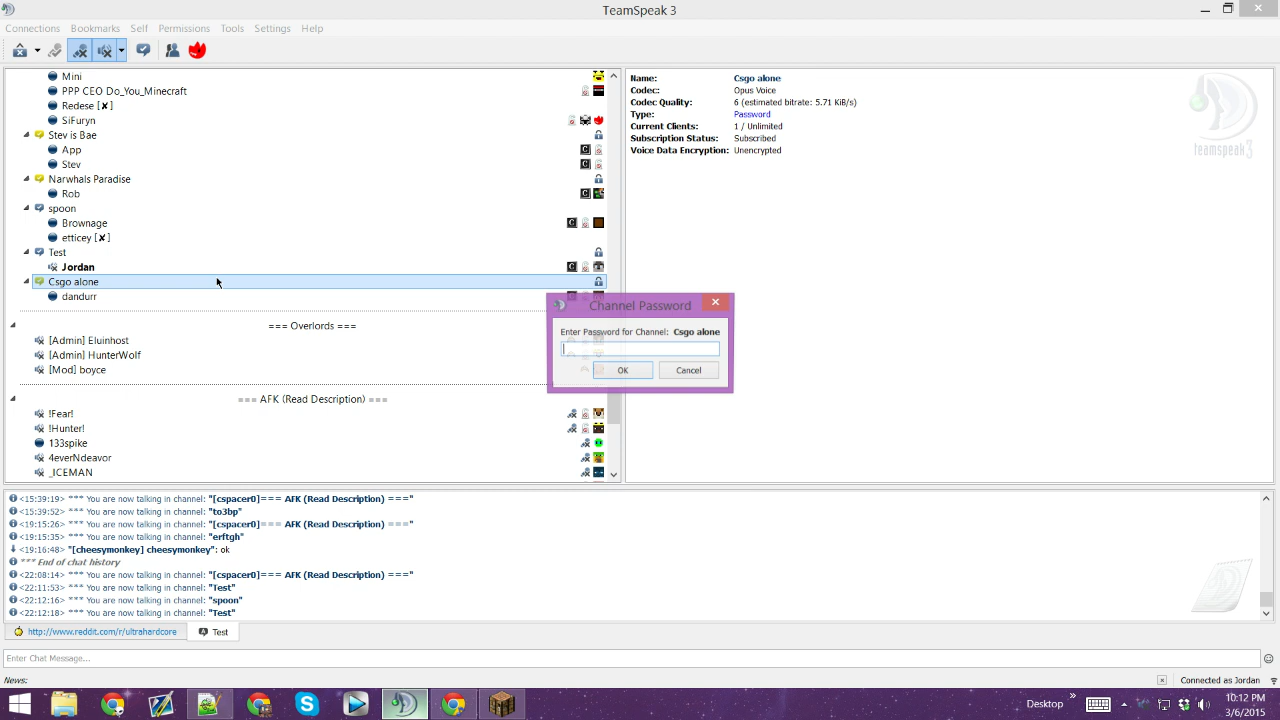 TeamSpeak 3
Connections Bookmarks Self Permissions Tools Settings Help
Mini
PPP CEO Do_You_Minecraft
Redese [✘]
SiFuryn
Stev is Bae
App
Stev
Narwhals Paradise
Rob
spoon
Brownage
etticey [✘]
Test
Jordan
Csgo alone
dandurr
=== Overlords ===
[Admin] Eluinhost
[Admin] HunterWolf
[Mod] boyce
=== AFK (Read Description) ===
!Fear!
!Hunter!
133spike
4everNdeavor
_ICEMAN
Name: Csgo alone
Codec: Opus Voice
Codec Quality: 6 (estimated bitrate: 5.71 KiB/s)
Type: Password
Current Clients: 1 / Unlimited
Subscription Status: Subscribed
Voice Data Encryption: Unencrypted
teamspeak3
Channel Password
Enter Password for Channel: Csgo alone
OK Cancel
<15:39:19> *** You are now talking in channel: "[cspacer0]=== AFK (Read Description) ==="
<15:39:52> *** You are now talking in channel: "to3bp"
<19:15:26> *** You are now talking in channel: "[cspacer0]=== AFK (Read Description) ==="
<19:15:35> *** You are now talking in channel: "erftgh"
<19:16:48> "[cheesymonkey] cheesymonkey": ok
*** End of chat history
<22:08:14> *** You are now talking in channel: "[cspacer0]=== AFK (Read Description) ==="
<22:11:53> *** You are now talking in channel: "Test"
<22:12:16> *** You are now talking in channel: "spoon"
<22:12:18> *** You are now talking in channel: "Test"
http://www.reddit.com/r/ultrahardcore Test
Enter Chat Message...
News: Connected as Jordan
Desktop » 10:12 PM
3/6/2015